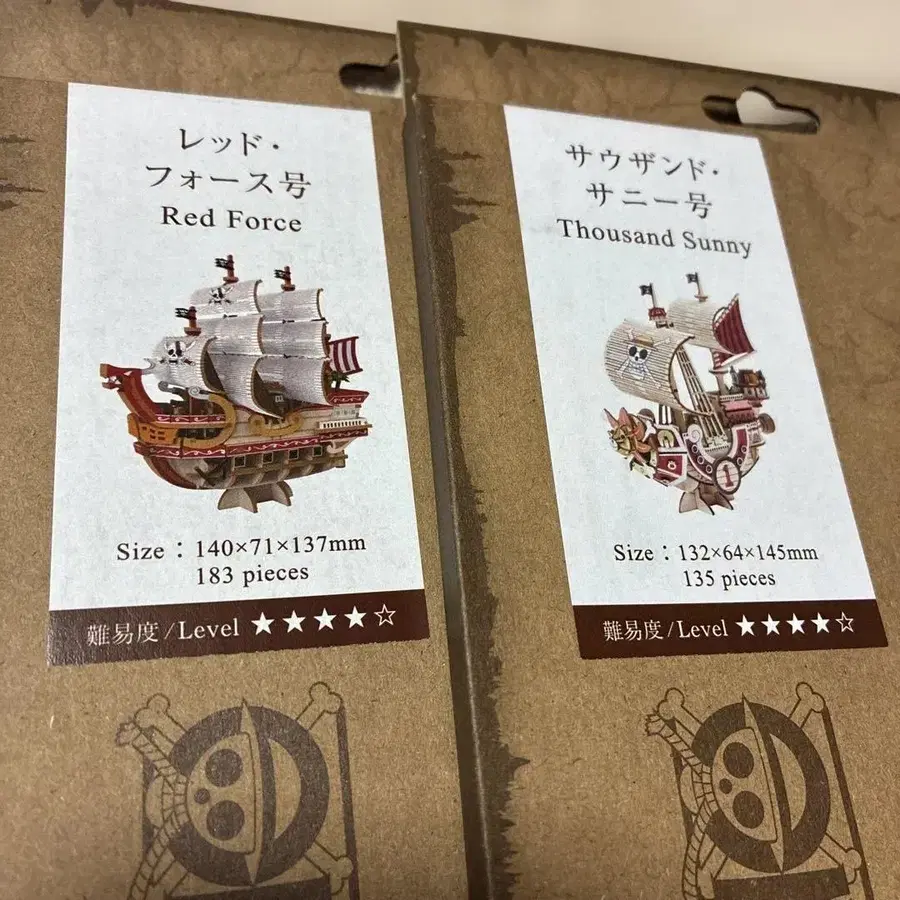 レッド・
フォース号
Red Force
Size : 140×71×137mm
183 pieces
難易度/Level ★★★★☆
サウザンド・
サニー号
Thousand Sunny
1
Size : 132×64×145mm
135 pieces
難易度/Level ★★★★☆